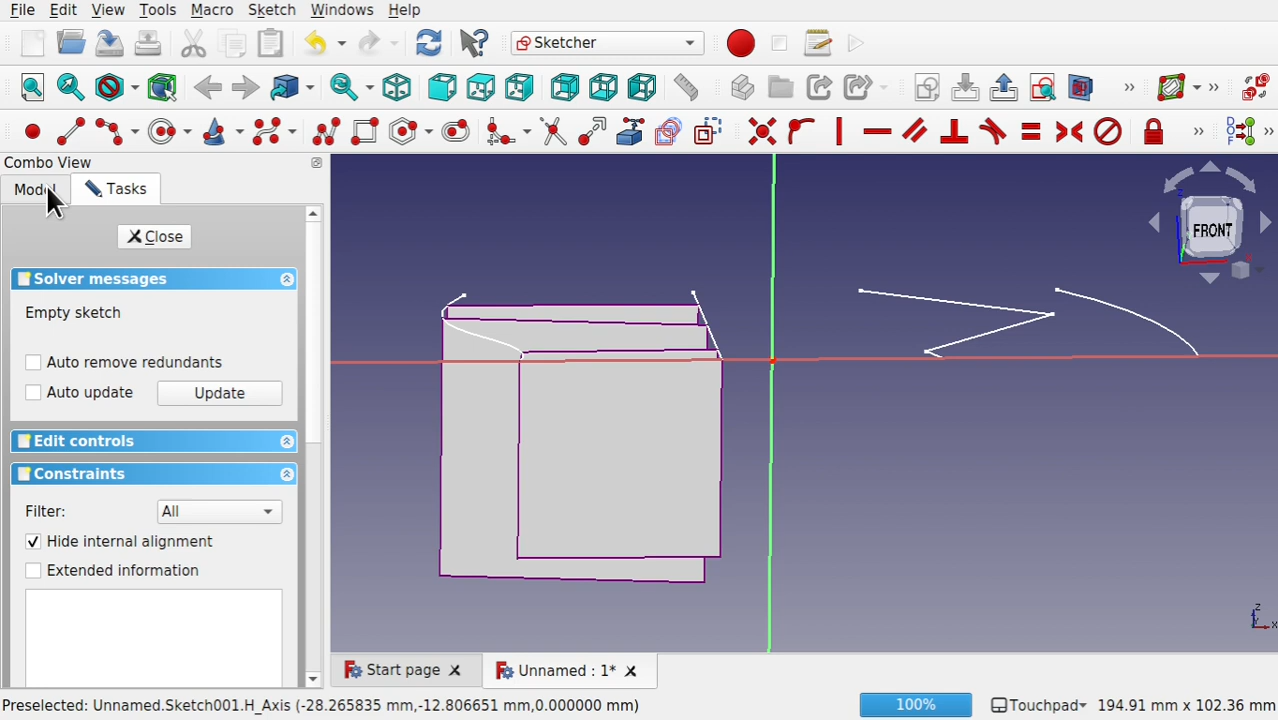 File Edit View Tools Macro Sketch Windows Help
Sketcher
Combo View
Model Tasks
Close
Solver messages
Empty sketch
Auto remove redundants
Auto update Update
Edit controls
Constraints
Filter: All
Hide internal alignment
Extended information
FRONT
z
x
Start page
Unnamed : 1*
Preselected: Unnamed.Sketch001.H_Axis (-28.265835 mm,-12.806651 mm,0.000000 mm) 100% Touchpad 194.91 mm x 102.36 mm